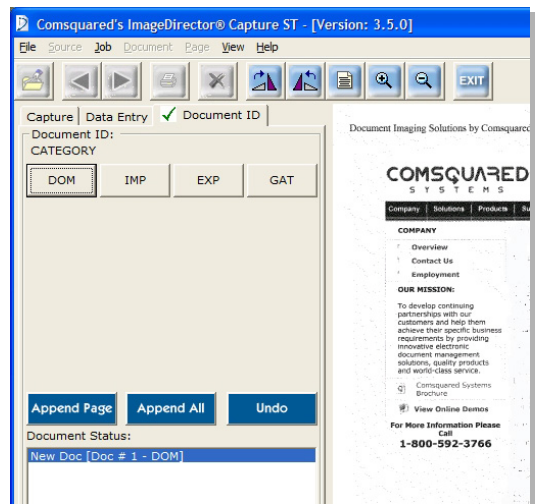 Comsquared's ImageDirector® Capture ST - [Version: 3.5.0]
File Source Job Document Page View Help
EXIT
Capture Data Entry Document ID
Document ID:
CATEGORY
DOM IMP EXP GAT
Append Page Append All Undo
Document Status:
New Doc [Doc # 1 - DOM]
Document Imaging Solutions by Comsquared
COMSQUARED
SYSTEMS
Company Solutions Products Su
COMPANY
Overview
Contact Us
Employment
OUR MISSION:
To develop continuing
partnerships with our
customers and help them
achieve their specific business
requirements by providing
innovative electronic
document management
solutions, quality products
and world-class service.
Comsquared Systems
Brochure
View Online Demos
For More Information Please
Call
1-800-592-3766